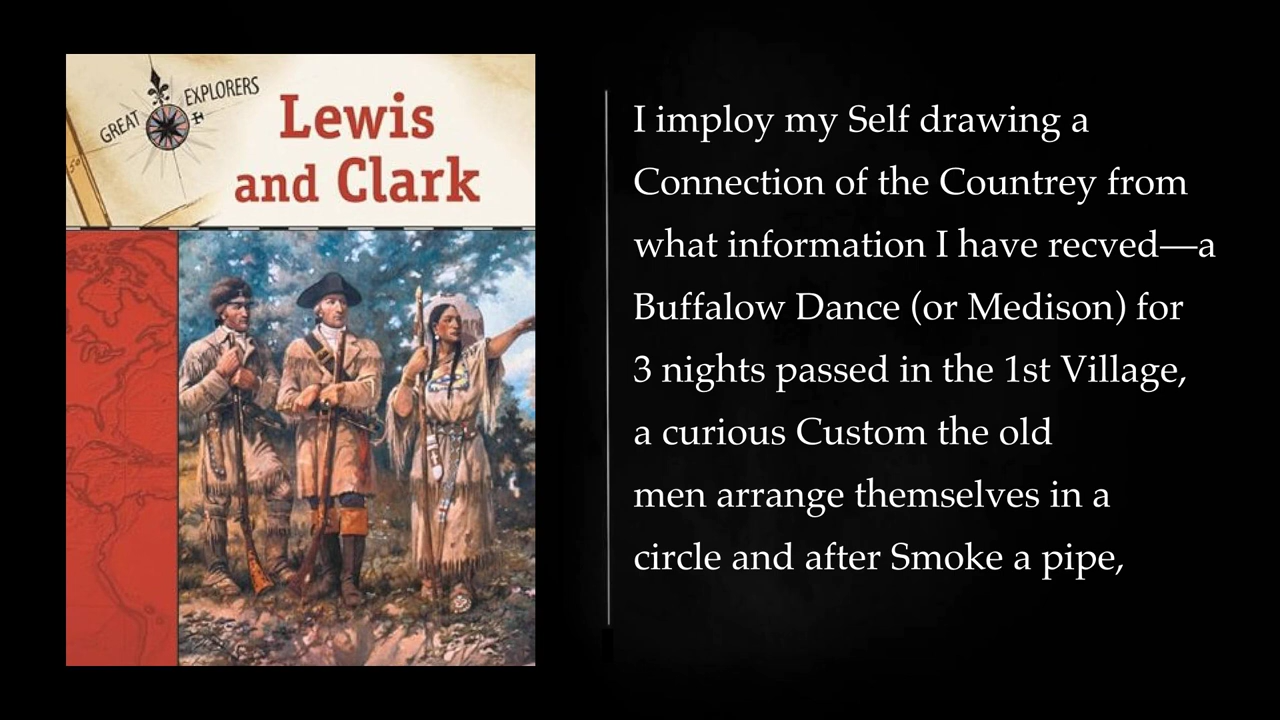 GREAT EXPLORERS
Lewis
and Clark
50
I imploy my Self drawing a
Connection of the Countrey from
what information I have recved—a
Buffalow Dance (or Medison) for
3 nights passed in the 1st Village,
a curious Custom the old
men arrange themselves in a
circle and after Smoke a pipe,